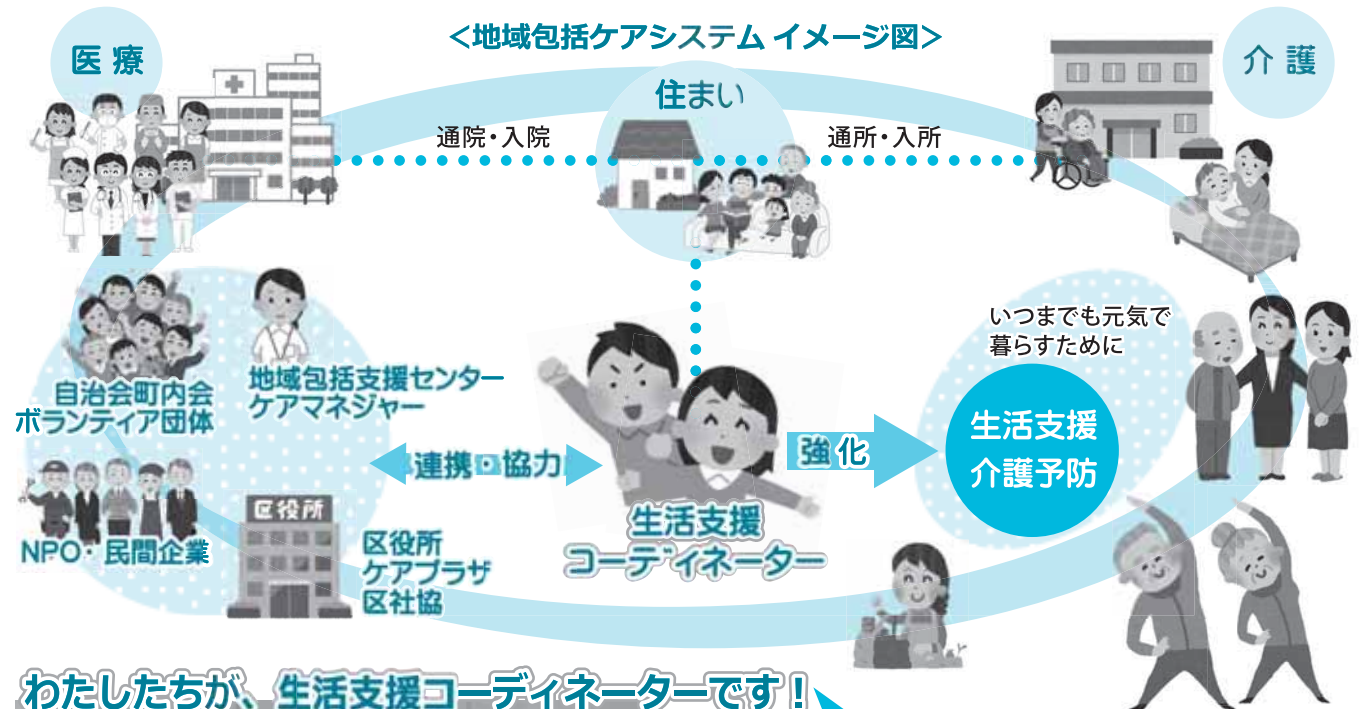 <地域包括ケアシステム イメージ図>
医療
住まい
介護
通院・入院
通所・入所
自治会町内会
ボランティア団体
地域包括支援センター
ケアマネジャー
いつまでも元気で
暮らすために
生活支援
介護予防
連携・協力
強化
生活支援
コーディネーター
NPO・民間企業
区役所
区役所
ケアプラザ
区社協
わたしたちが、生活支援コーディネーターです！